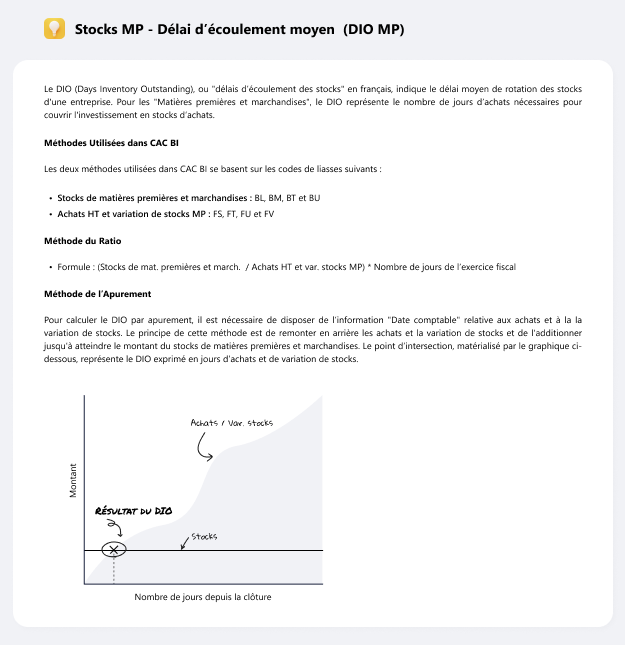 Stocks MP - Délai d'écoulement moyen (DIO MP)
Le DIO (Days Inventory Outstanding), ou "délais d'écoulement des stocks" en français, indique le délai moyen de rotation des stocks
d'une entreprise. Pour les "Matières premières et marchandises", le DIO représente le nombre de jours d'achats nécessaires pour
couvrir l'investissement en stocks d'achats.
Méthodes Utilisées dans CAC BI
Les deux méthodes utilisées dans CAC BI se basent sur les codes de liasses suivants :
• Stocks de matières premières et marchandises : BL, BM, BT et BU
• Achats HT et variation de stocks MP : FS, FT, FU et FV
Méthode du Ratio
• Formule : (Stocks de mat. premières et march. / Achats HT et var. stocks MP) * Nombre de jours de l'exercice fiscal
Méthode de l'Apurement
Pour calculer le DIO par apurement, il est nécessaire de disposer de l'information "Date comptable" relative aux achats et à la la
variation de stocks. Le principe de cette méthode est de remonter en arrière les achats et la variation de stocks et de l'additionner
jusqu'à atteindre le montant du stocks de matières premières et marchandises. Le point d'intersection, matérialisé par le graphique ci-
dessous, représente le DIO exprimé en jours d'achats et de variation de stocks.
Achats / Var. stocks
Montant
RÉSULTAT DU DIO
Stocks
Nombre de jours depuis la clôture